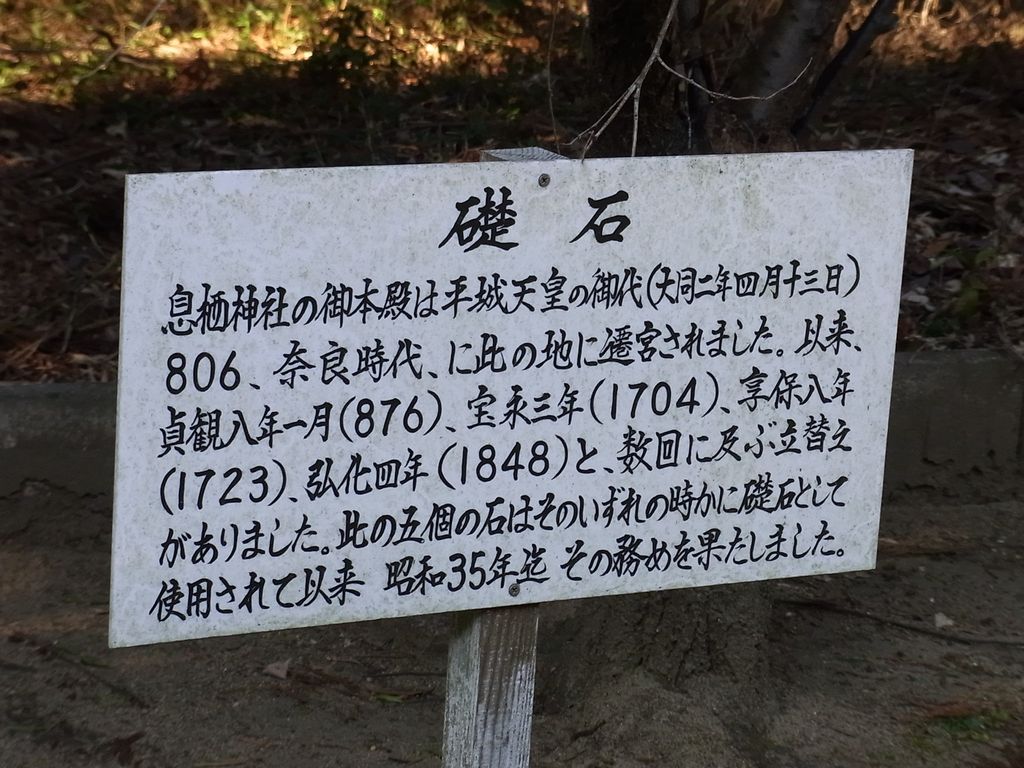 礎石
息栖神社の御本殿は平城天皇の御代(大同二年四月十三日)
806、奈良時代、に此の地に遷宮されました。以来、
貞観八年一月(876)、宝永三年(1704)、享保八年
(1723)、弘化四年(1848)と、数回に及ぶ立替え
がありました。此の五個の石はそのいずれの時かに礎石として
使用されて以来 昭和35年迄 その務めを果たしました。